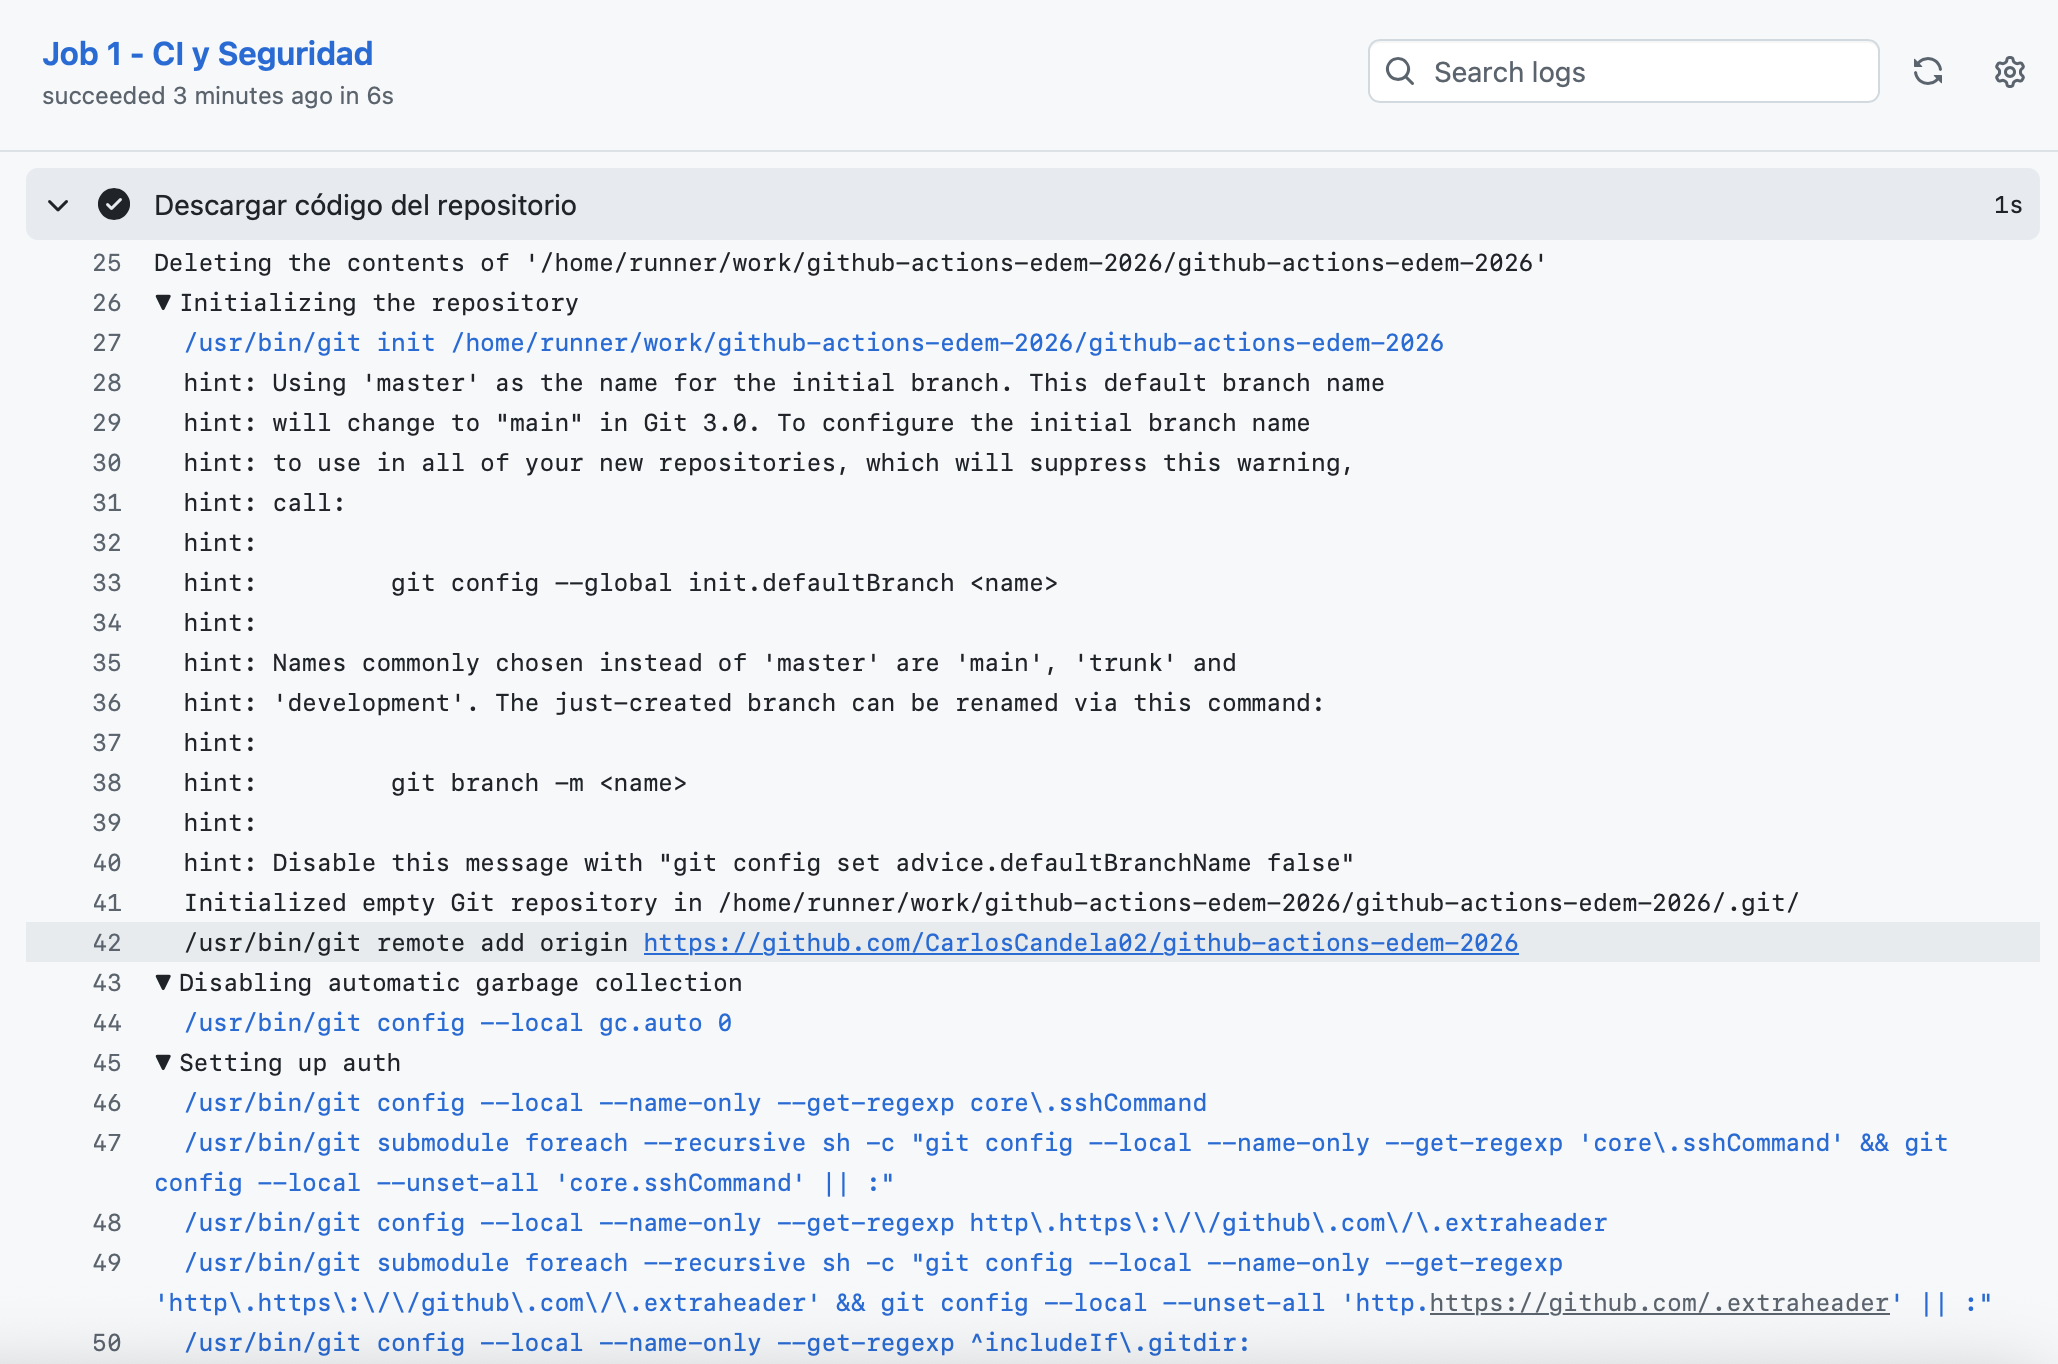 Job 1 - CI y Seguridad
succeeded 3 minutes ago in 6s
Search logs
Descargar código del repositorio 1s
25 Deleting the contents of '/home/runner/work/github-actions-edem-2026/github-actions-edem-2026'
26 ▼Initializing the repository
27 /usr/bin/git init /home/runner/work/github-actions-edem-2026/github-actions-edem-2026
28 hint: Using 'master' as the name for the initial branch. This default branch name
29 hint: will change to "main" in Git 3.0. To configure the initial branch name
30 hint: to use in all of your new repositories, which will suppress this warning,
31 hint: call:
32 hint:
33 hint: git config --global init.defaultBranch <name>
34 hint:
35 hint: Names commonly chosen instead of 'master' are 'main', 'trunk' and
36 hint: 'development'. The just-created branch can be renamed via this command:
37 hint:
38 hint: git branch -m <name>
39 hint:
40 hint: Disable this message with "git config set advice.defaultBranchName false"
41 Initialized empty Git repository in /home/runner/work/github-actions-edem-2026/github-actions-edem-2026/.git/
42 /usr/bin/git remote add origin https://github.com/CarlosCandela02/github-actions-edem-2026
43 ▼Disabling automatic garbage collection
44 /usr/bin/git config --local gc.auto 0
45 ▼Setting up auth
46 /usr/bin/git config --local --name-only --get-regexp core\.sshCommand
47 /usr/bin/git submodule foreach --recursive sh -c "git config --local --name-only --get-regexp 'core\.sshCommand' && git
config --local --unset-all 'core.sshCommand' || :"
48 /usr/bin/git config --local --name-only --get-regexp http\.https\:\/\/github\.com\/\.extraheader
49 /usr/bin/git submodule foreach --recursive sh -c "git config --local --name-only --get-regexp
'http\.https\:\/\/github\.com\/\.extraheader' && git config --local --unset-all 'http.https://github.com/.extraheader' || :"
50 /usr/bin/git config --local --name-only --get-regexp ^includeIf\.gitdir: